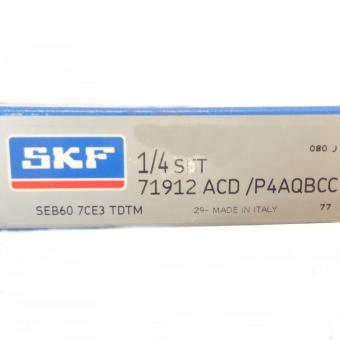 080 J
SKF
1/4 SET
71912 ACD /P4AQBCC
SEB60 7CE3 TDTM
29- MADE IN ITALY
77